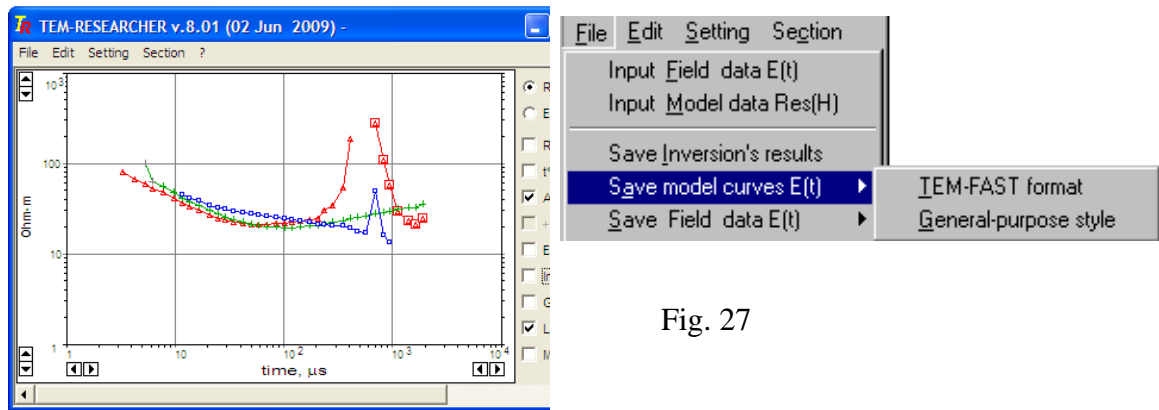 TEM-RESEARCHER v.8.01 (02 Jun 2009) -
File Edit Setting Section ?
10³
100
10
1
Ohm·m
1 10 10² 10³ 10⁴
time, µs
R
E
R
t*
A
+
E
In
G
L
M
File Edit Setting Section
Input Field data E(t)
Input Model data Res(H)
Save Inversion's results
Save model curves E(t)
Save Field data E(t)
TEM-FAST format
General-purpose style
Fig. 27